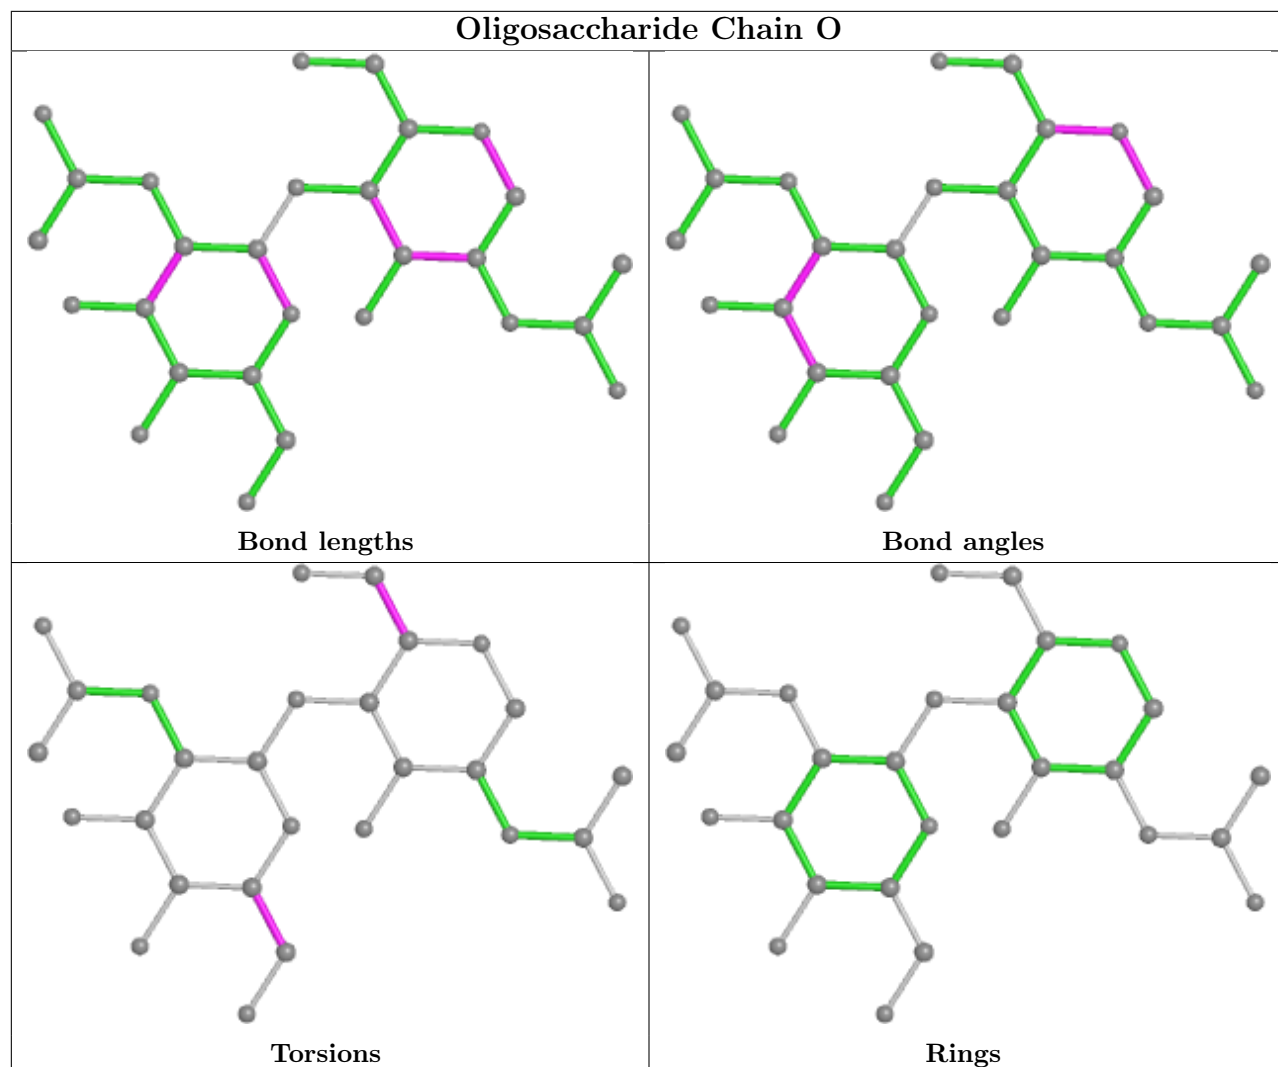 Oligosaccharide Chain O
Bond lengths
Bond angles
Torsions
Rings